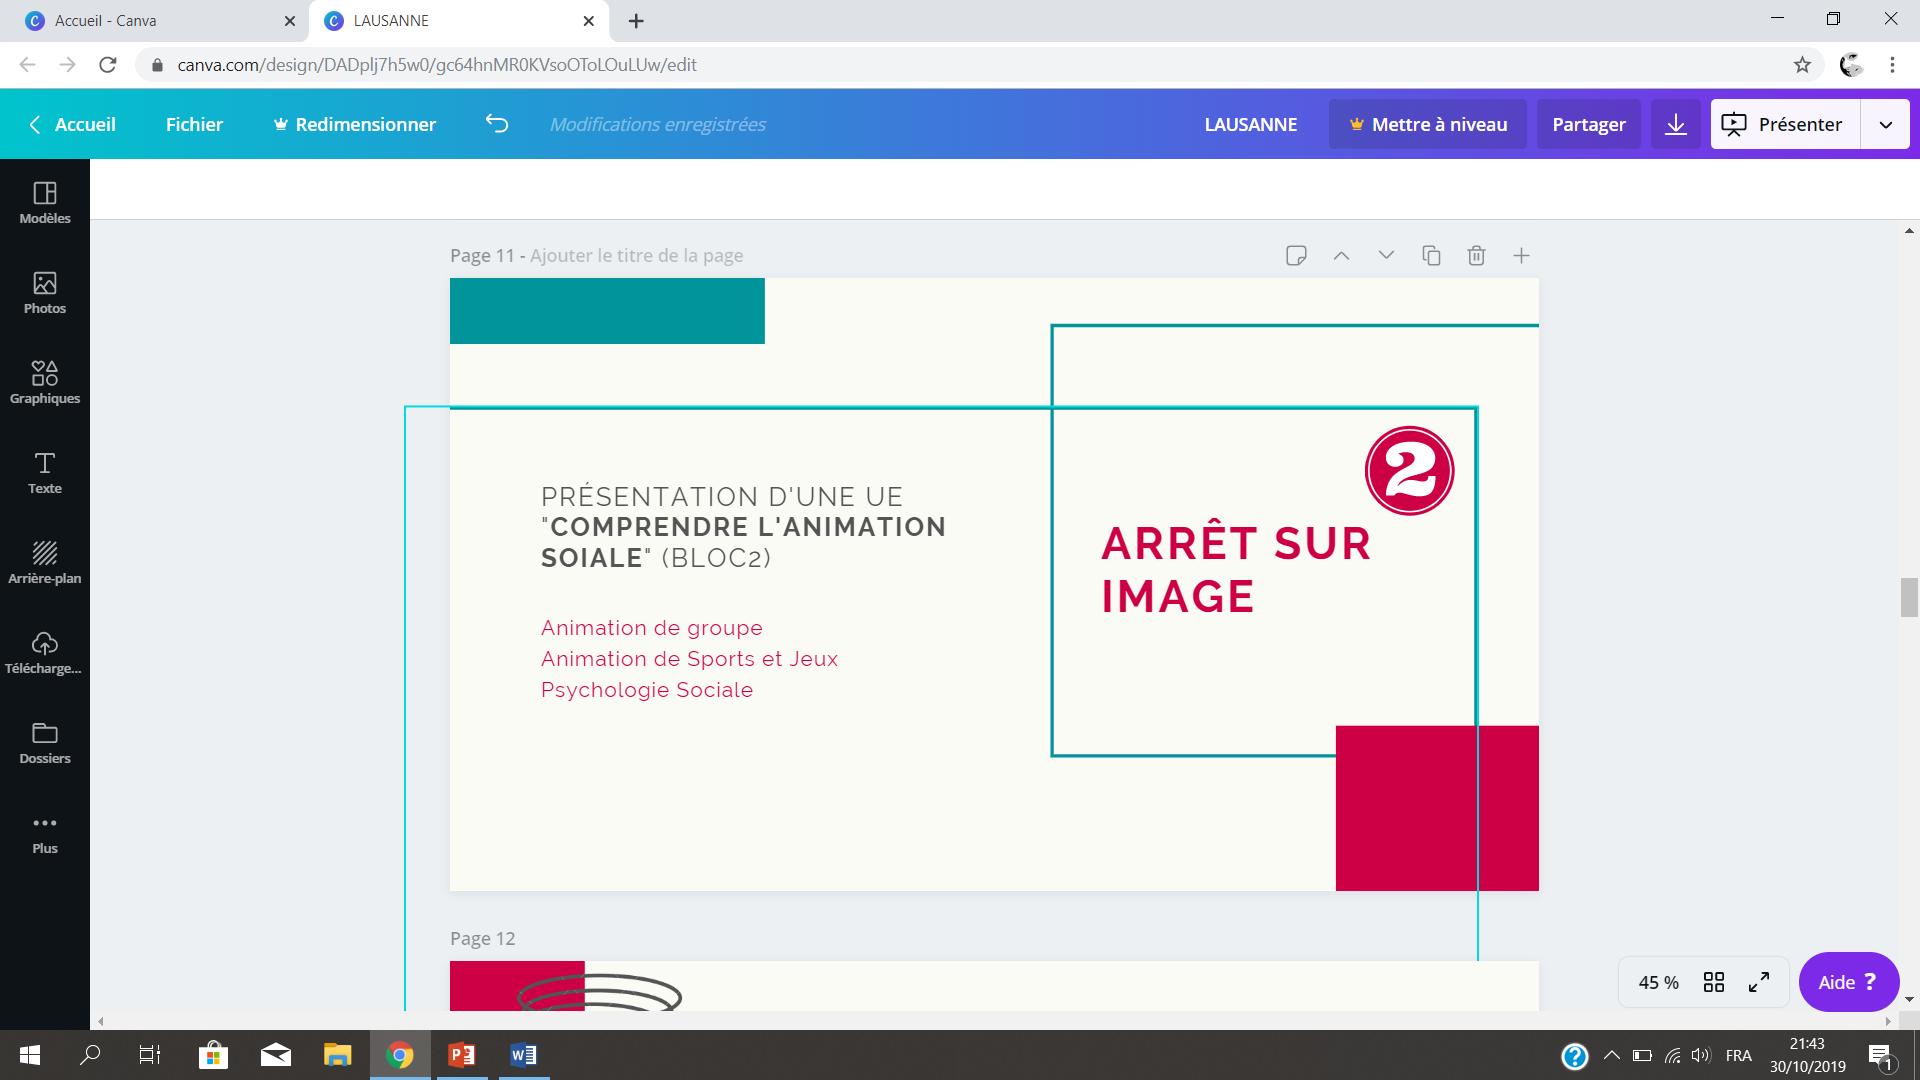 Accueil - Canva
LAUSANNE
canva.com/design/DADplj7h5w0/gc64hnMR0KVsoOToLOuLUw/edit
Accueil
Fichier
Redimensionner
Modifications enregistrées
LAUSANNE
Mettre à niveau
Partager
Présenter
Modèles
Photos
Graphiques
Texte
Arrière-plan
Télécharge...
Dossiers
Plus
Page 11 - Ajouter le titre de la page
PRÉSENTATION D'UNE UE
"COMPRENDRE L'ANIMATION
SOIALE" (BLOC2)
Animation de groupe
Animation de Sports et Jeux
Psychologie Sociale
2
ARRÊT SUR
IMAGE
Page 12
45 %
Aide ?
FRA
21:43
30/10/2019
1